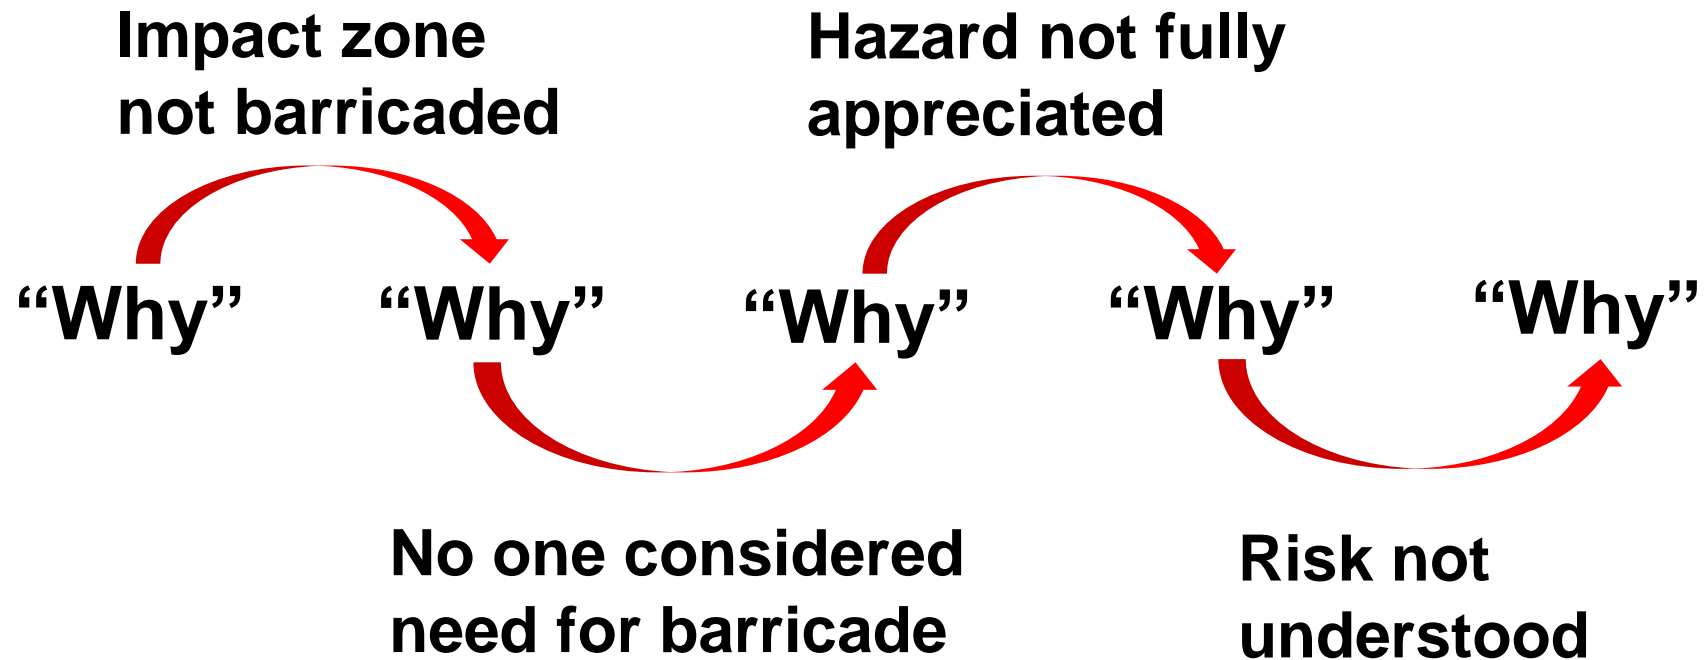 Impact zone
not barricaded
Hazard not fully
appreciated
“Why” “Why” “Why” “Why” “Why”
No one considered
need for barricade
Risk not
understood